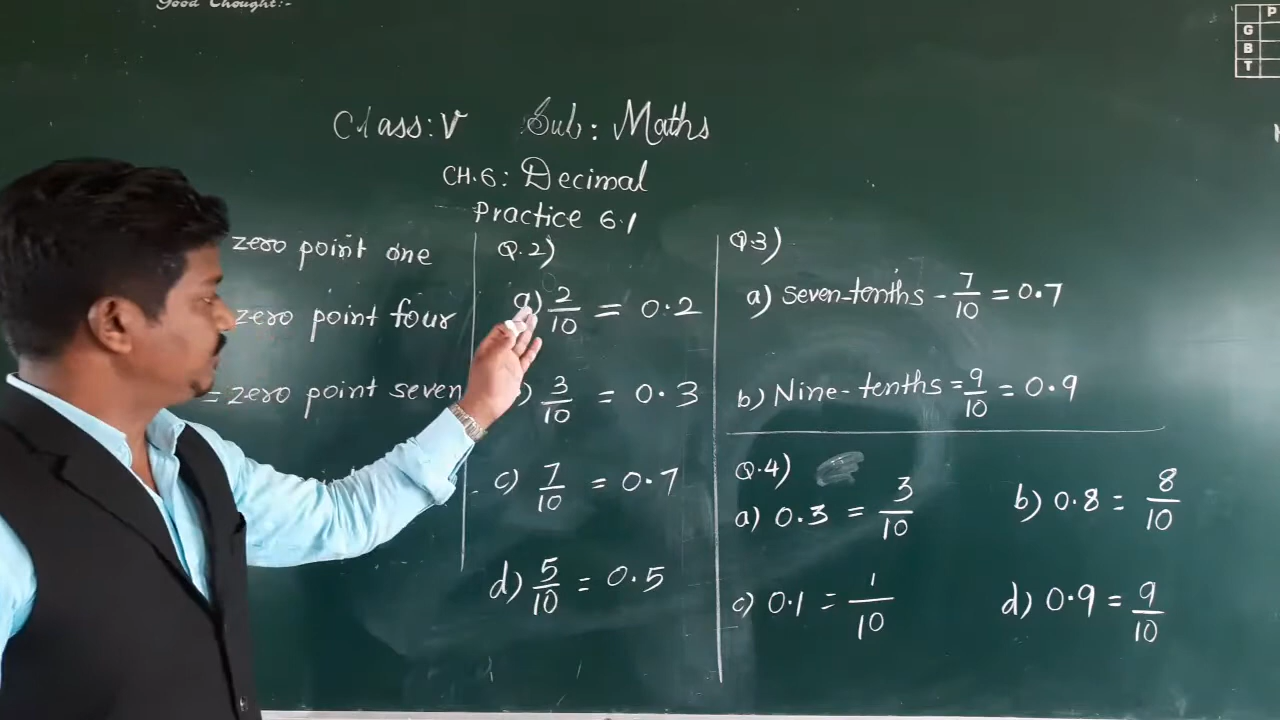 Good Thought:-
P
G
B
T
Class: V Sub: Maths
CH.6: Decimal
Practice 6.1
zero point one
zero point four
= zero point seven
Q.2)
a) 2/10 = 0.2
) 3/10 = 0.3
c) 7/10 = 0.7
d) 5/10 = 0.5
Q.3)
a) Seven-tenths - 7/10 = 0.7
b) Nine-tenths = 9/10 = 0.9
Q.4)
a) 0.3 = 3/10 b) 0.8 = 8/10
c) 0.1 = 1/10 d) 0.9 = 9/10